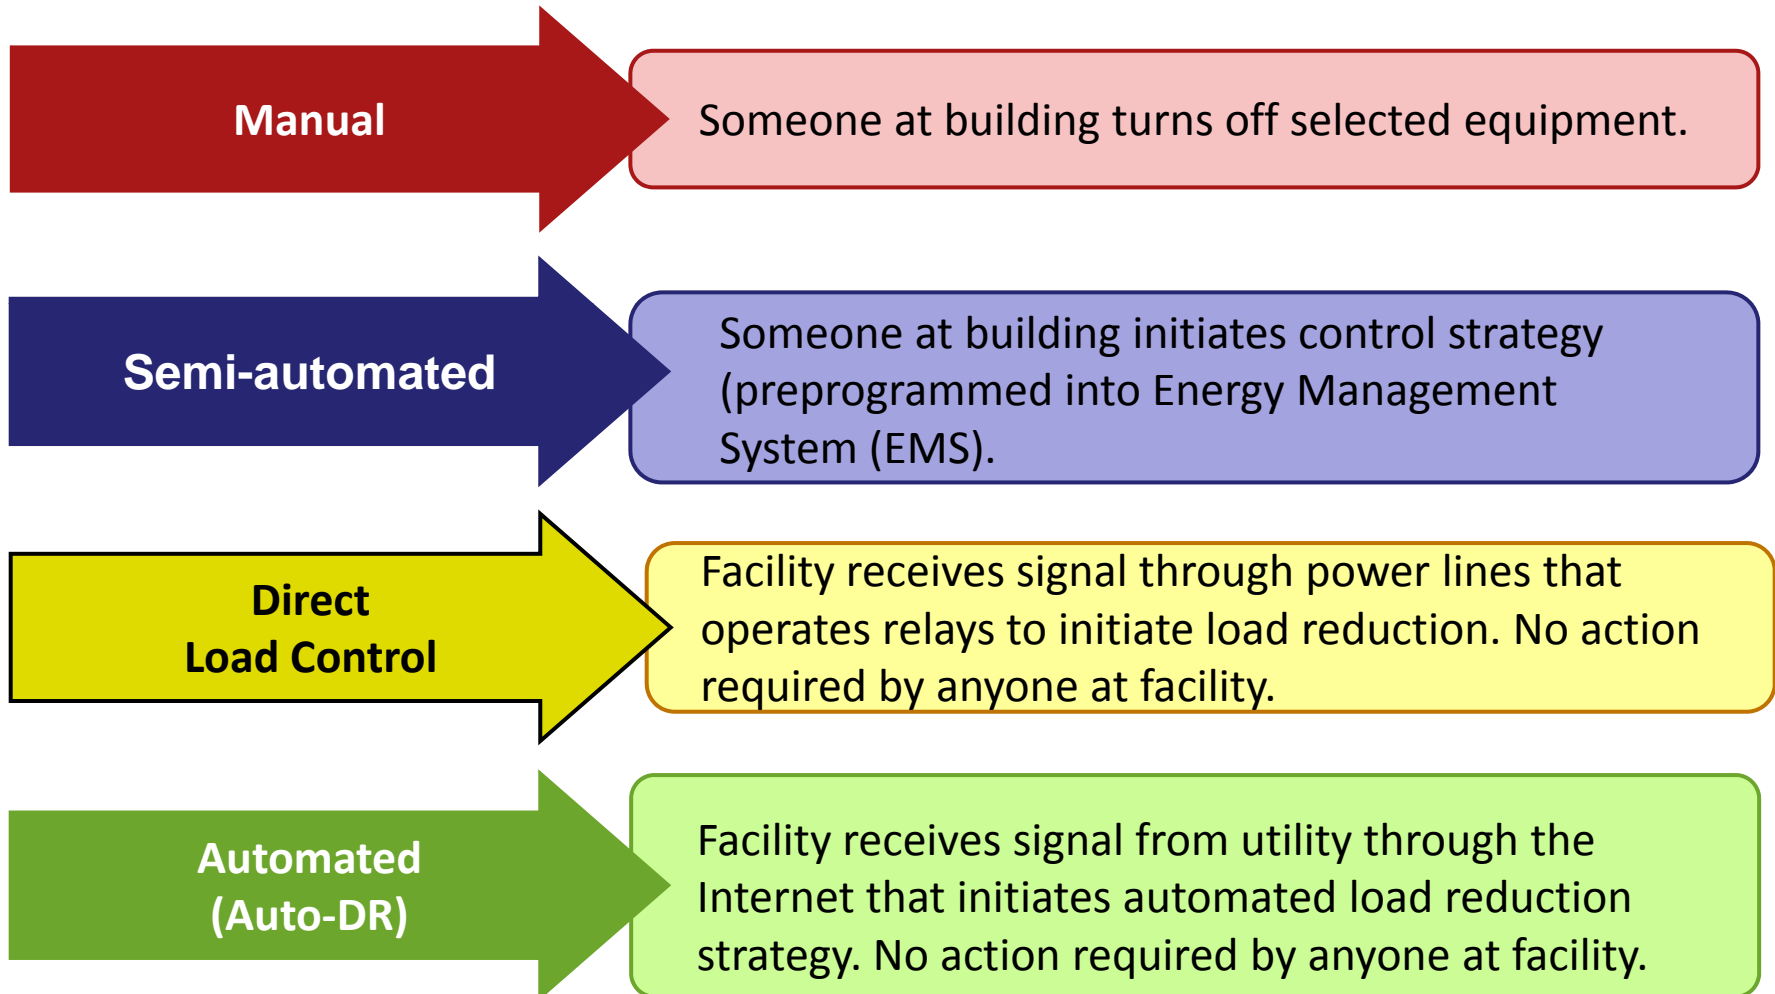 Manual
Someone at building turns off selected equipment.
Semi-automated
Someone at building initiates control strategy
(preprogrammed into Energy Management
System (EMS).
Direct
Load Control
Facility receives signal through power lines that
operates relays to initiate load reduction. No action
required by anyone at facility.
Automated
(Auto-DR)
Facility receives signal from utility through the
Internet that initiates automated load reduction
strategy. No action required by anyone at facility.